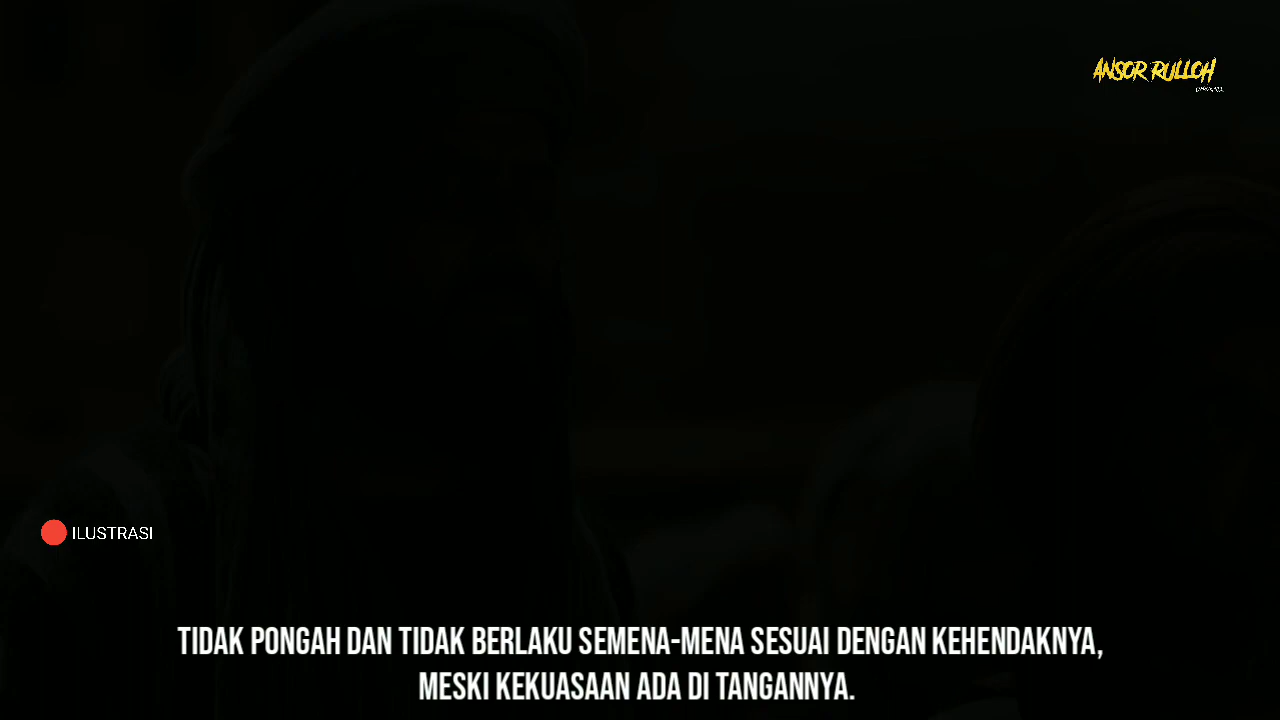 ANSOR RULLOH
ILUSTRASI
TIDAK PONGAH DAN TIDAK BERLAKU SEMENA-MENA SESUAI DENGAN KEHENDAKNYA,
MESKI KEKUASAAN ADA DI TANGANNYA.